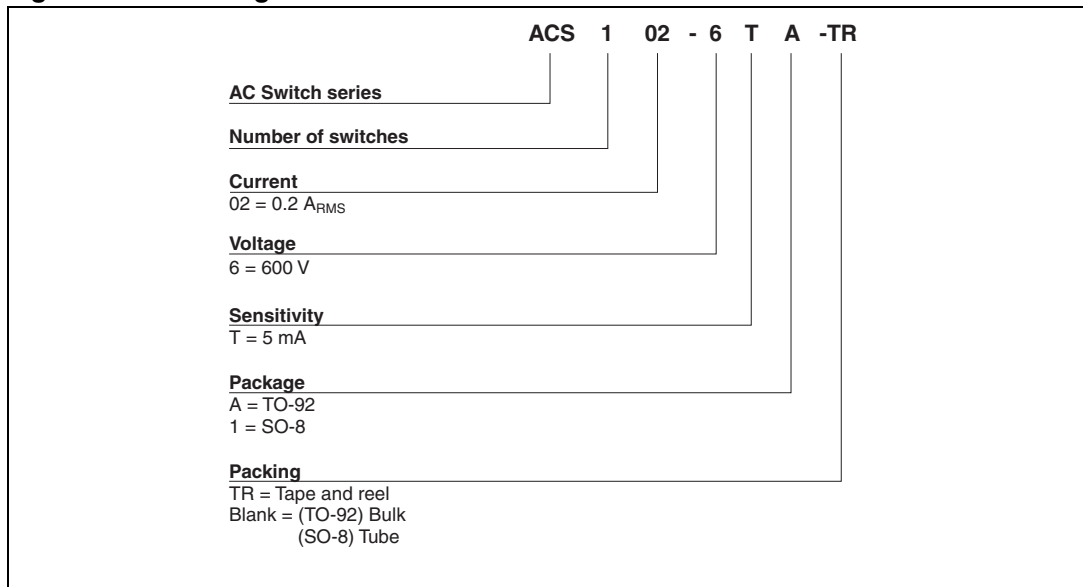 ACS 1 02 - 6 T A -TR
AC Switch series
Number of switches
Current
02 = 0.2 ARMS
Voltage
6 = 600 V
Sensitivity
T = 5 mA
Package
A = TO-92
1 = SO-8
Packing
TR = Tape and reel
Blank = (TO-92) Bulk
(SO-8) Tube